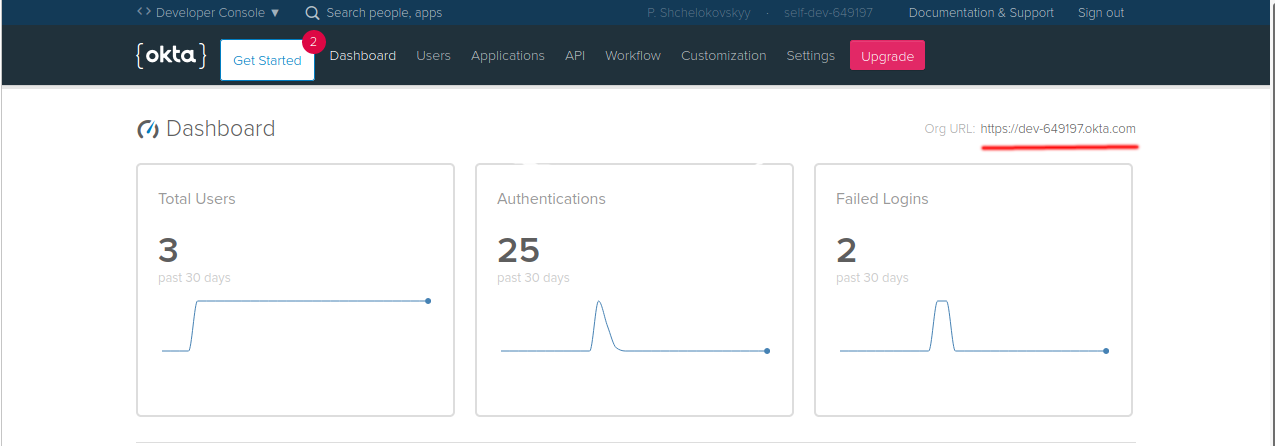 <> Developer Console ▼ Search people, apps P. Shchelokovskyy · self-dev-649197 Documentation & Support Sign out
{okta} Get Started 2 Dashboard Users Applications API Workflow Customization Settings Upgrade
Dashboard Org URL: https://dev-649197.okta.com
Total Users Authentications Failed Logins
3 25 2
past 30 days past 30 days past 30 days